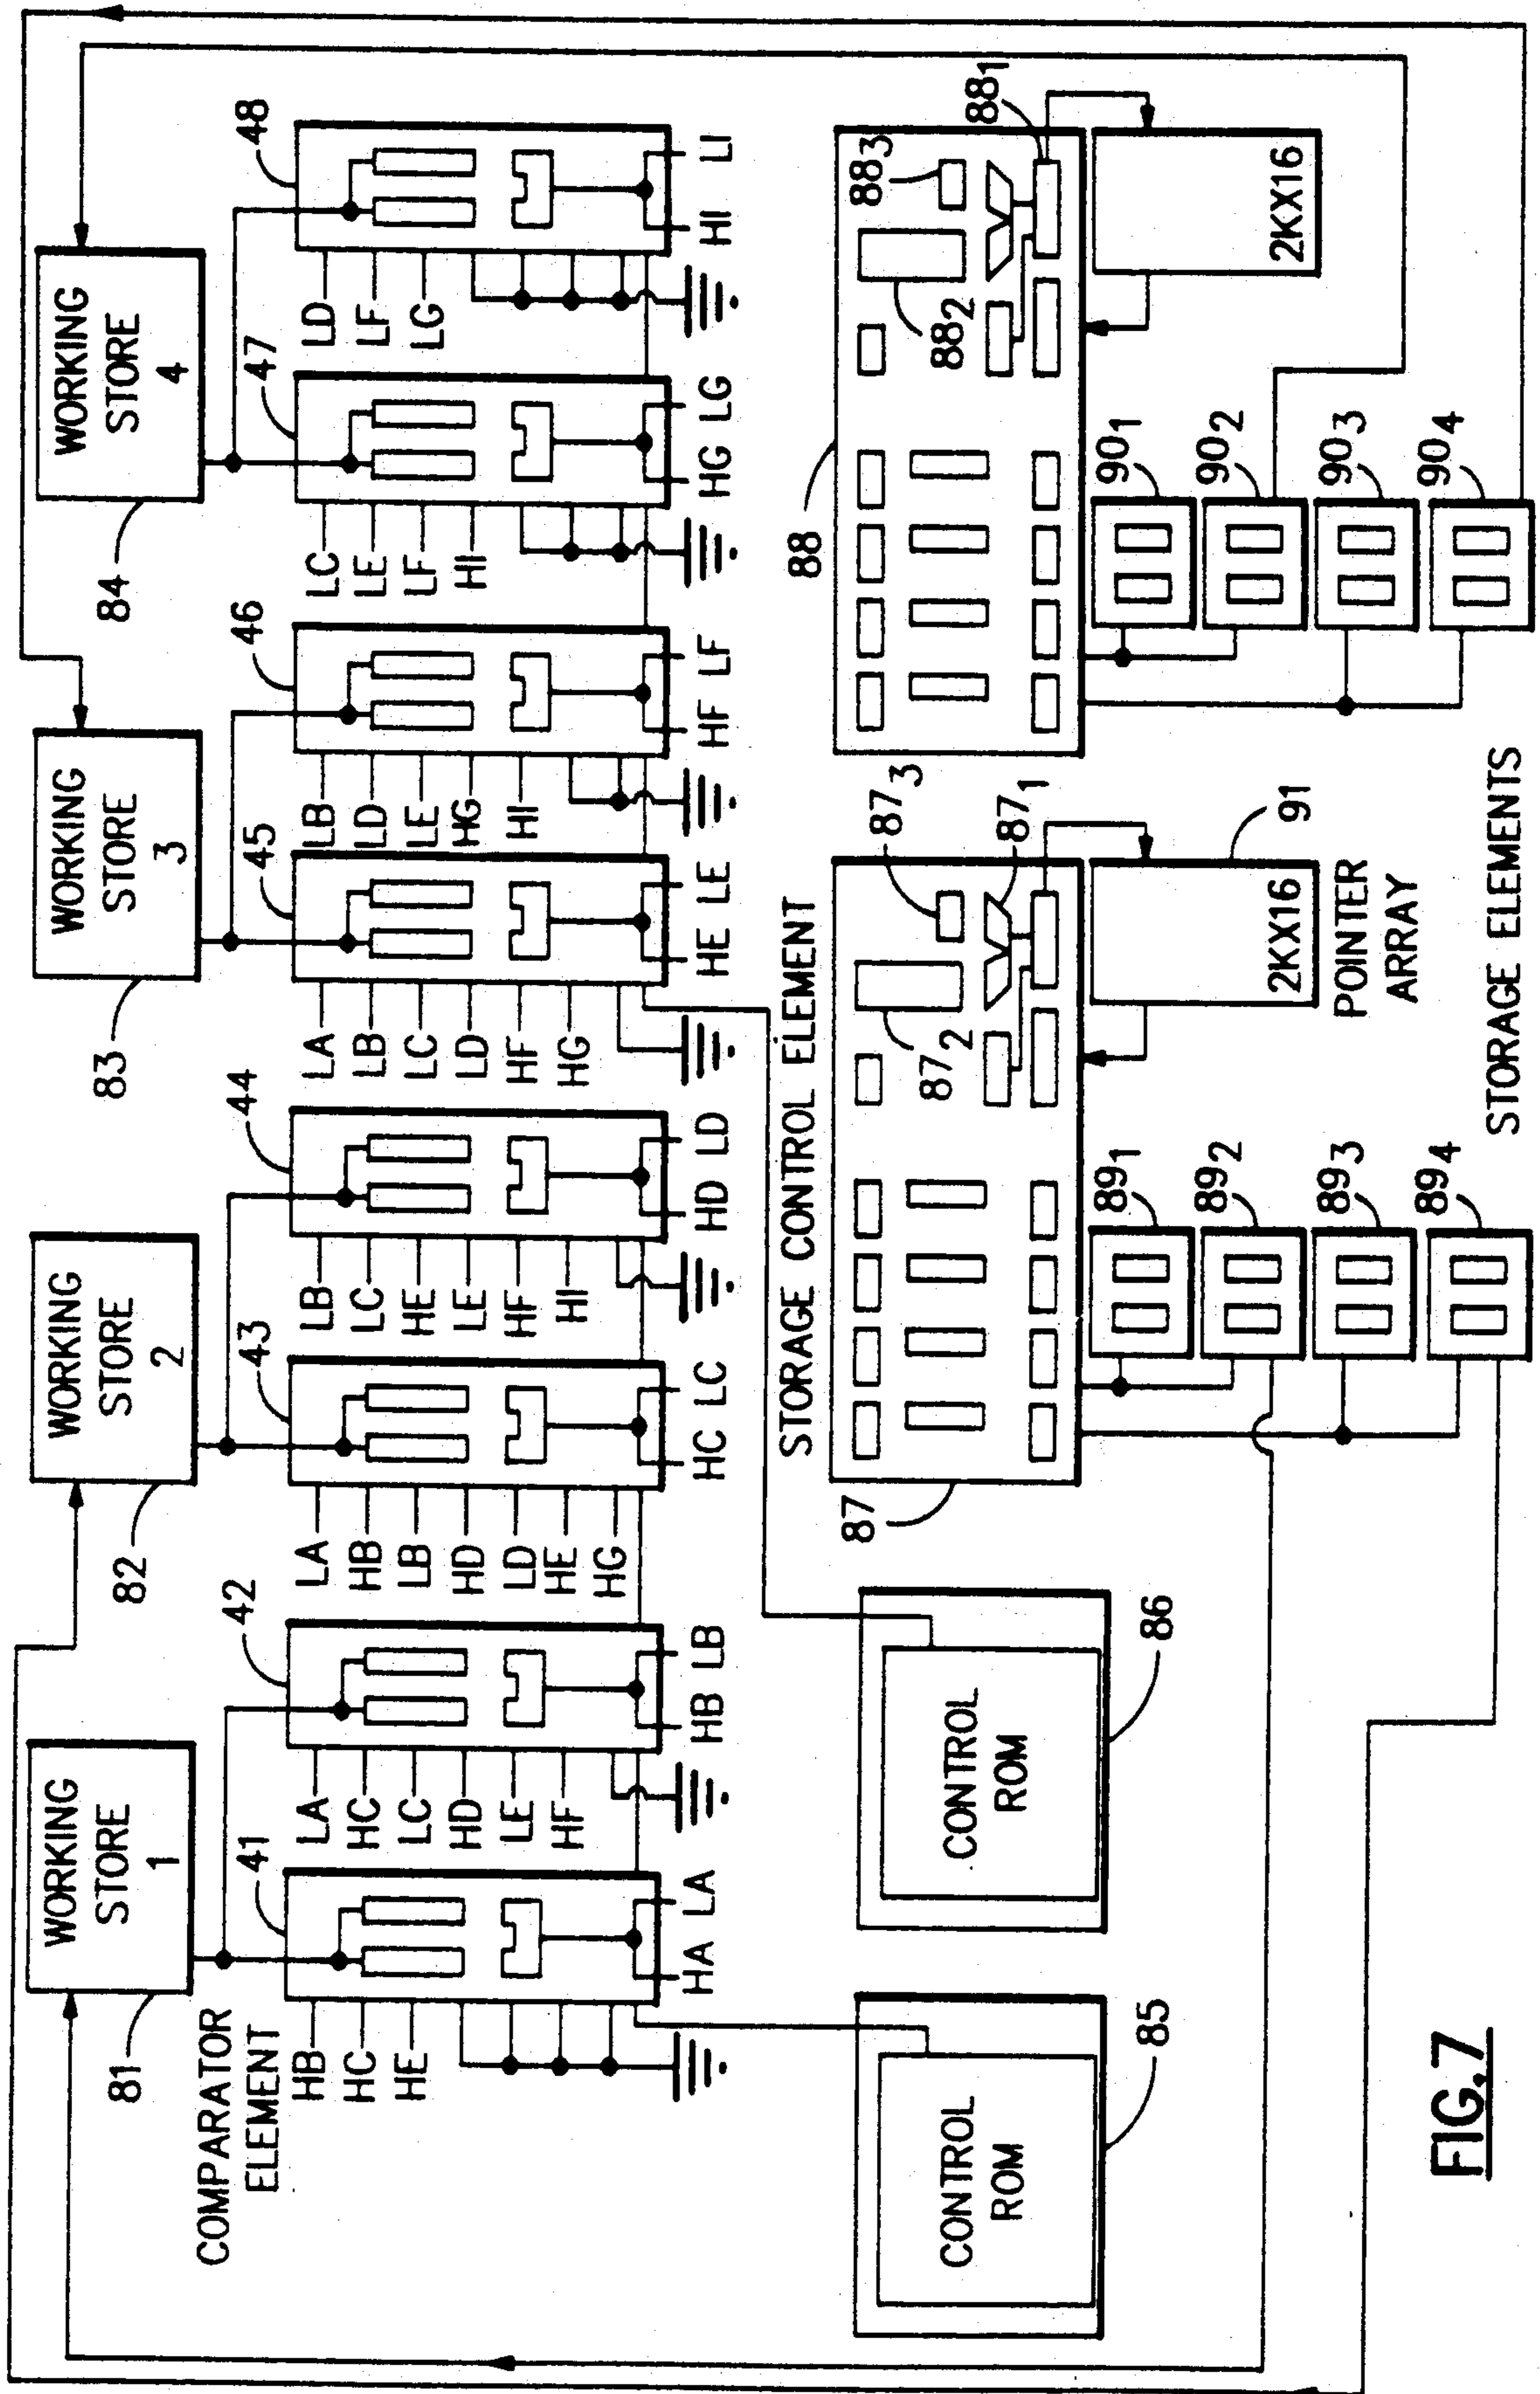 WORKING
STORE
1
81
WORKING
STORE
2
82
WORKING
STORE
3
83
WORKING
STORE
4
84
COMPARATOR
ELEMENT
41
HB
HC
HE
HA LA
42
LA
HC
LC
HD
LE
HF
HB LB
43
LA
HB
LB
HD
LD
HE
HG
HC LC
44
LB
LC
HE
LE
HF
HI
HD LD
45
LA
LB
LC
LD
HF
HG
HE LE
46
LB
LD
LE
HG
HI
HF LF
47
LC
LE
LF
HI
HG LG
48
LD
LF
LG
HI LI
CONTROL
ROM
85
CONTROL
ROM
86
STORAGE CONTROL ELEMENT
87
87₂
87₃
87₁
88
88₂
88₃
88₁
89₁
89₂
89₃
89₄
2KX16
91
POINTER
ARRAY
90₁
90₂
90₃
90₄
2KX16
STORAGE ELEMENTS
FIG.7